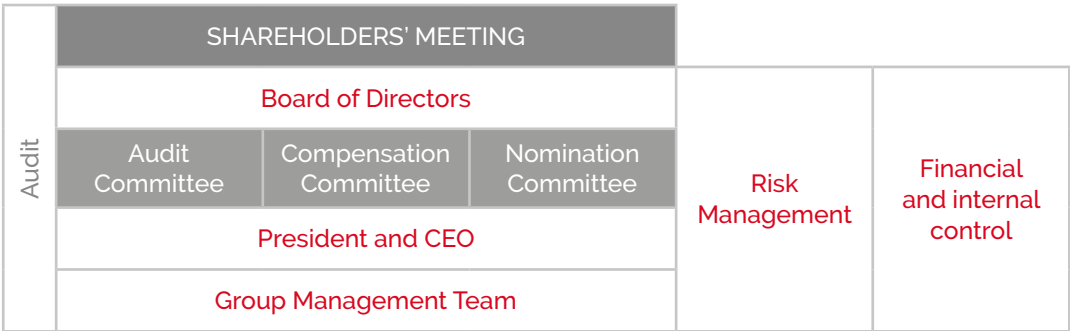 Audit
SHAREHOLDERS’ MEETING
Board of Directors
Audit
Committee
Compensation
Committee
Nomination
Committee
President and CEO
Group Management Team
Risk
Management
Financial
and internal
control